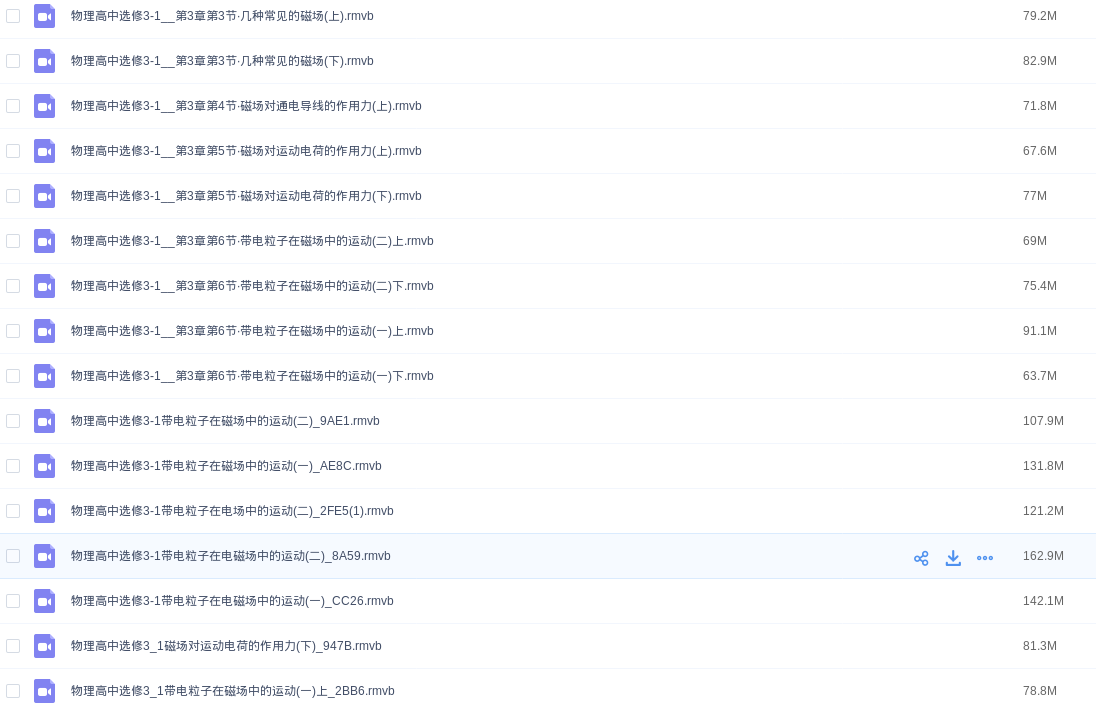 物理高中选修3-1__第3章第3节·几种常见的磁场(上).rmvb 79.2M
物理高中选修3-1__第3章第3节·几种常见的磁场(下).rmvb 82.9M
物理高中选修3-1__第3章第4节·磁场对通电导线的作用力(上).rmvb 71.8M
物理高中选修3-1__第3章第5节·磁场对运动电荷的作用力(上).rmvb 67.6M
物理高中选修3-1__第3章第5节·磁场对运动电荷的作用力(下).rmvb 77M
物理高中选修3-1__第3章第6节·带电粒子在磁场中的运动(二)上.rmvb 69M
物理高中选修3-1__第3章第6节·带电粒子在磁场中的运动(二)下.rmvb 75.4M
物理高中选修3-1__第3章第6节·带电粒子在磁场中的运动(一)上.rmvb 91.1M
物理高中选修3-1__第3章第6节·带电粒子在磁场中的运动(一)下.rmvb 63.7M
物理高中选修3-1带电粒子在磁场中的运动(二)_9AE1.rmvb 107.9M
物理高中选修3-1带电粒子在磁场中的运动(一)_AE8C.rmvb 131.8M
物理高中选修3-1带电粒子在电场中的运动(二)_2FE5(1).rmvb 121.2M
物理高中选修3-1带电粒子在电磁场中的运动(二)_8A59.rmvb 162.9M
物理高中选修3-1带电粒子在电磁场中的运动(一)_CC26.rmvb 142.1M
物理高中选修3_1磁场对运动电荷的作用力(下)_947B.rmvb 81.3M
物理高中选修3_1带电粒子在磁场中的运动(一)上_2BB6.rmvb 78.8M